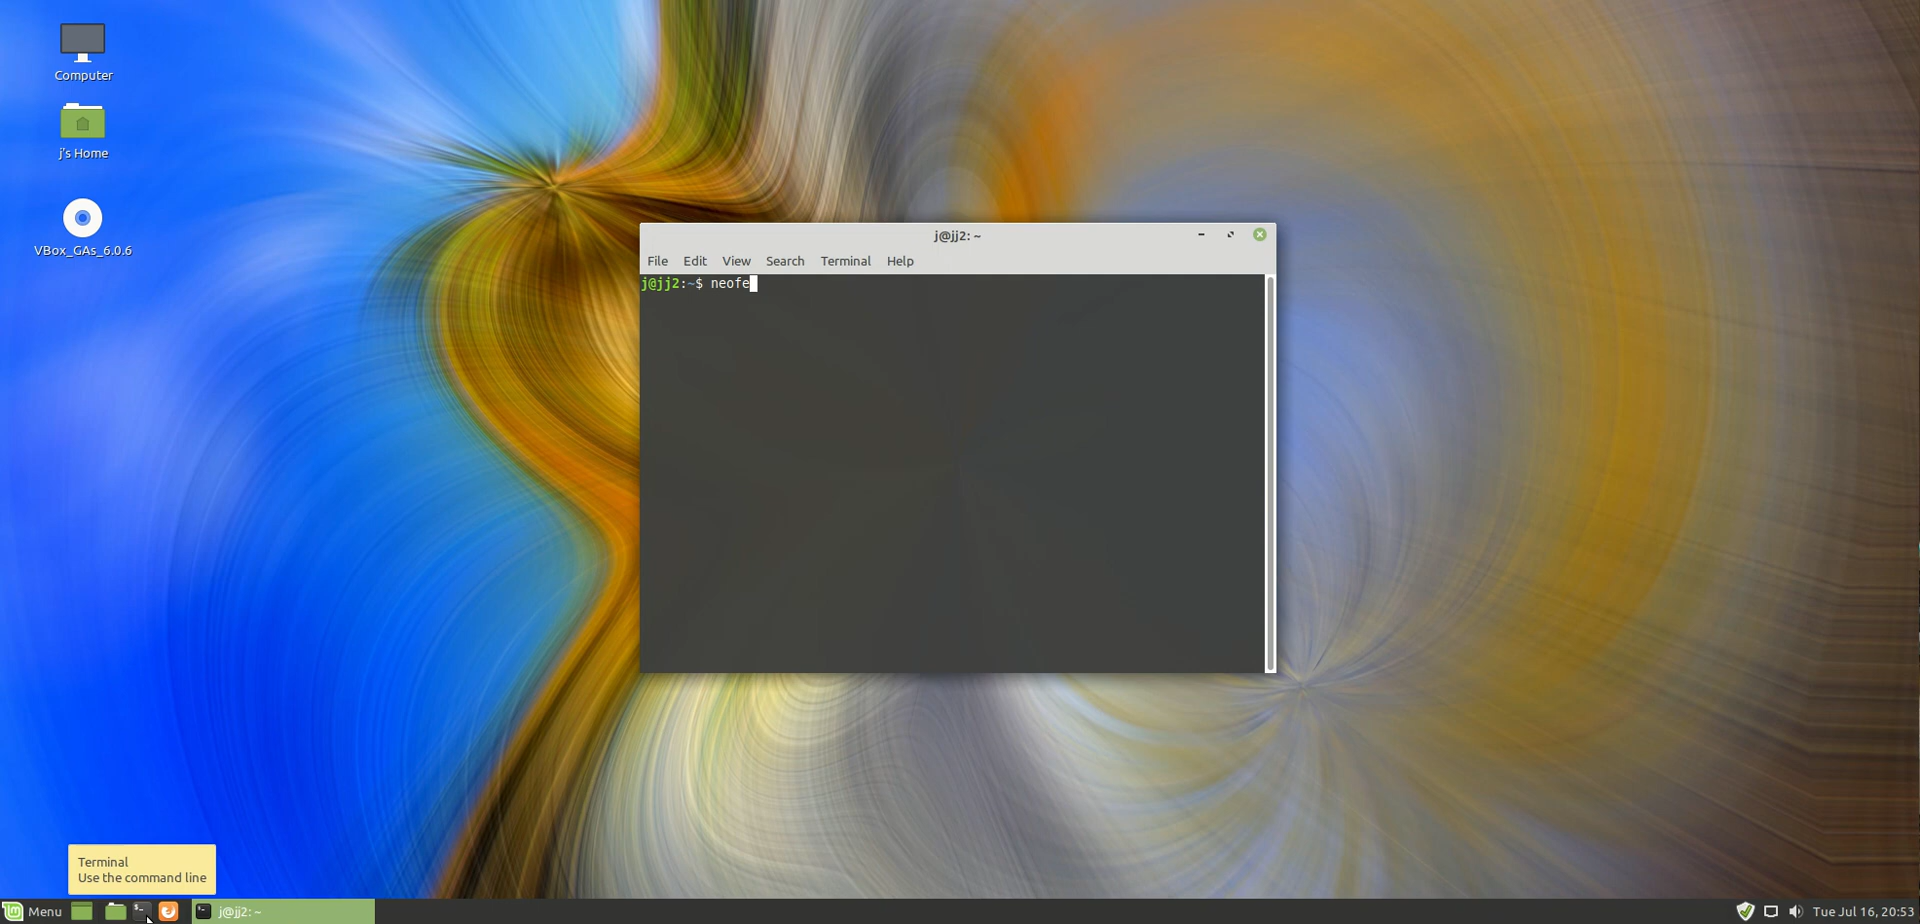 Computer
j's Home
VBox_GAs_6.0.6
j@jj2: ~
File Edit View Search Terminal Help
j@jj2:~$ neofe
Terminal
Use the command line
Menu
j@jj2: ~
Tue Jul 16, 20:53